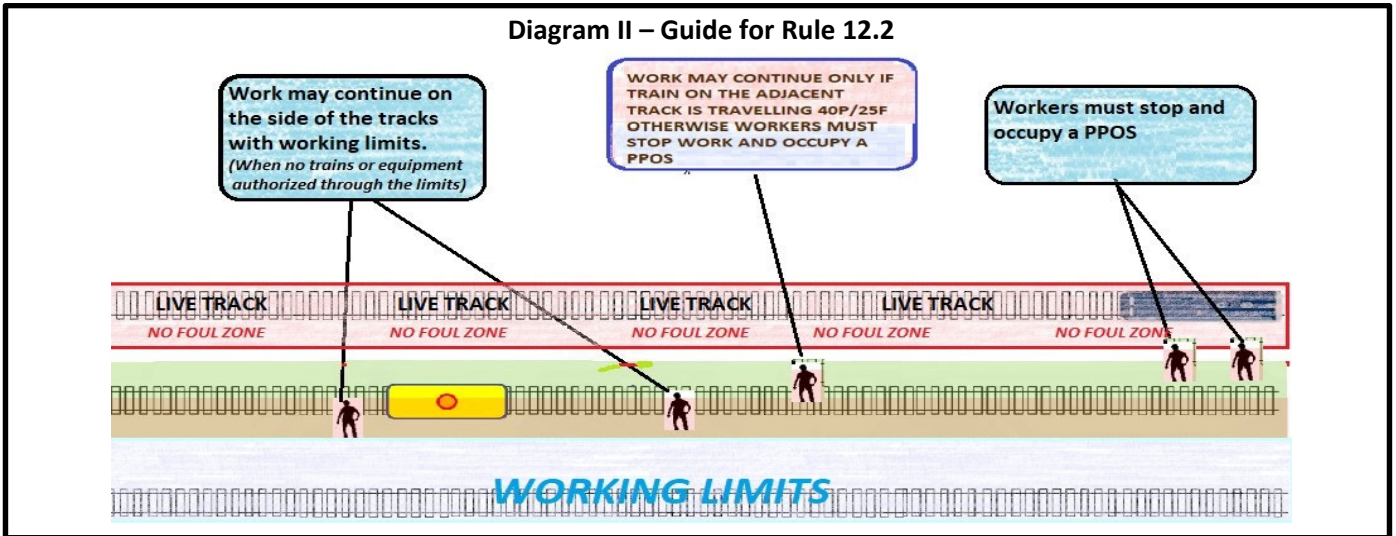 Diagram II – Guide for Rule 12.2
Work may continue on
the side of the tracks
with working limits.
(When no trains or equipment
authorized through the limits)
WORK MAY CONTINUE ONLY IF
TRAIN ON THE ADJACENT
TRACK IS TRAVELLING 40P/25F
OTHERWISE WORKERS MUST
STOP WORK AND OCCUPY A
PPOS
Workers must stop and
occupy a PPOS
LIVE TRACK LIVE TRACK LIVE TRACK LIVE TRACK
NO FOUL ZONE NO FOUL ZONE NO FOUL ZONE NO FOUL ZONE NO FOUL ZONE
WORKING LIMITS